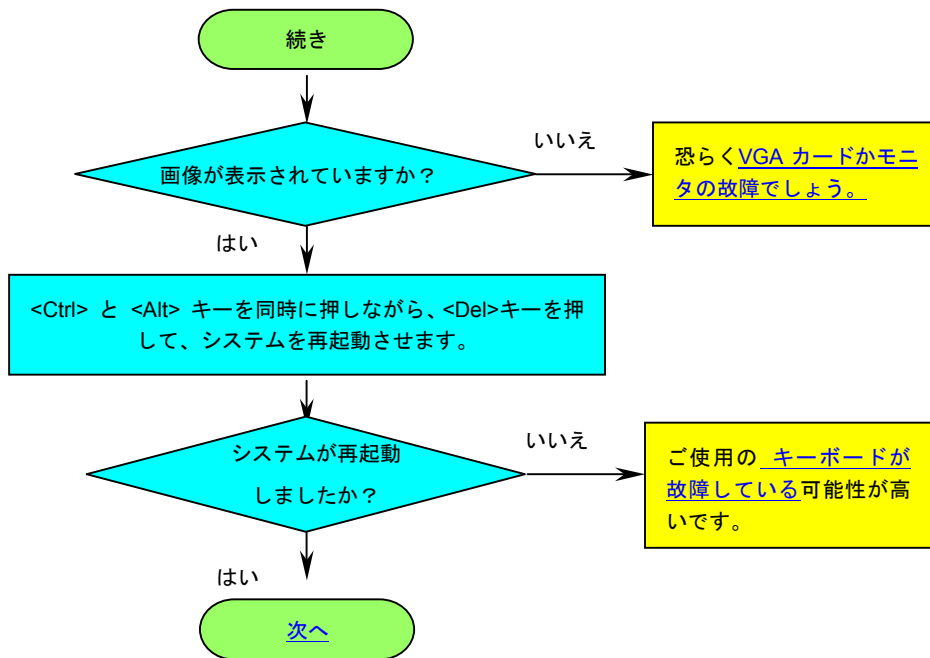 続き
画像が表示されていますか？
いいえ
恐らくVGA カードかモニ
タの故障でしょう。
はい
<Ctrl> と <Alt> キーを同時に押しながら、<Del>キーを押
して、システムを再起動させます。
システムが再起動
しましたか？
いいえ
ご使用の キーボードが
故障している可能性が高
いです。
はい
次へ